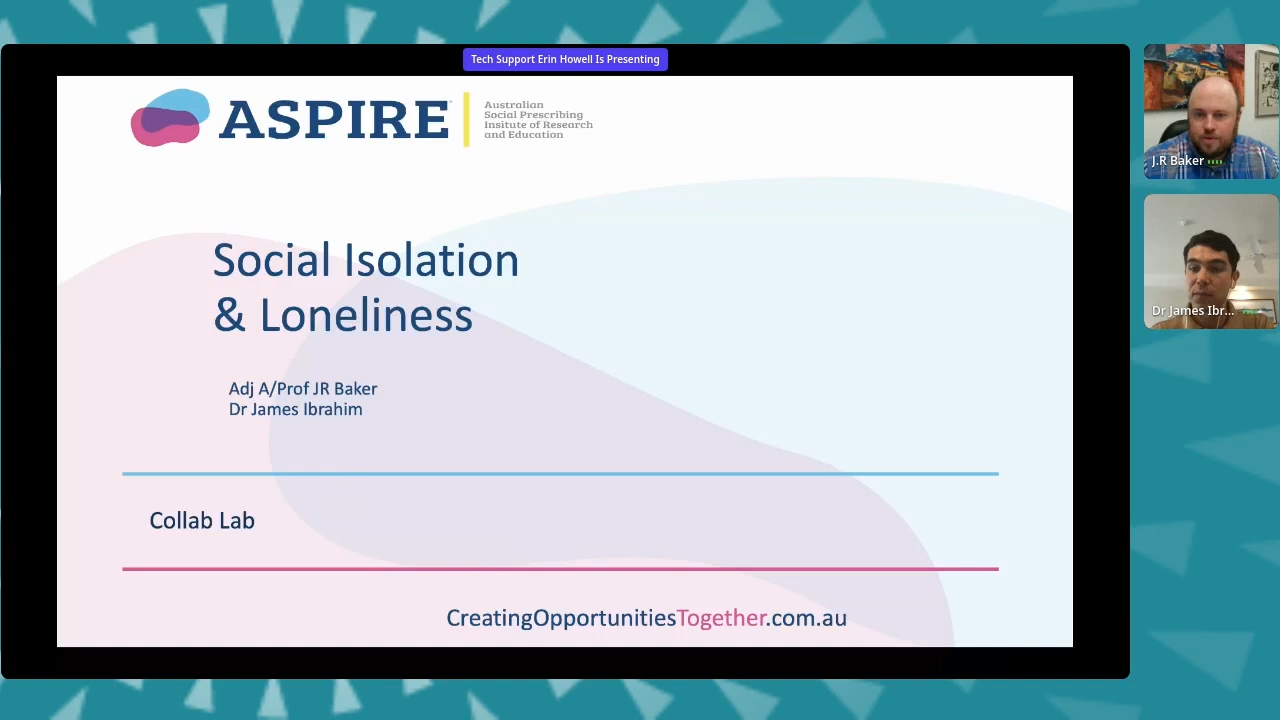 Tech Support Erin Howell Is Presenting
ASPIRE
Australian
Social Prescribing
Insitute of Research
and Education
Social Isolation
& Loneliness
Adj A/Prof JR Baker
Dr James Ibrahim
Collab Lab
CreatingOpportunitiesTogether.com.au
J.R Baker
Dr James Ibr...